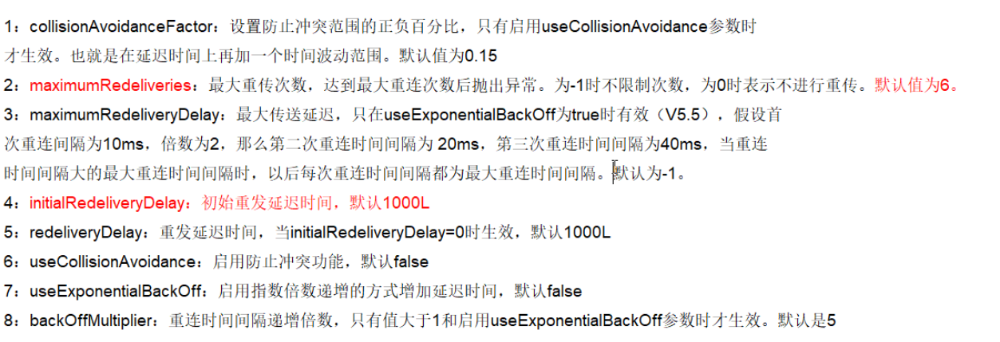 1：collisionAvoidanceFactor：设置防止冲突范围的正负百分比，只有启用useCollisionAvoidance参数时
才生效。也就是在延迟时间上再加一个时间波动范围。默认值为0.15
2：maximumRedeliveries：最大重传次数，达到最大重连次数后抛出异常。为-1时不限制次数，为0时表示不进行重传。默认值为6。
3：maximumRedeliveryDelay：最大传送延迟，只在useExponentialBackOff为true时有效（V5.5），假设首
次重连间隔为10ms，倍数为2，那么第二次重连时间间隔为 20ms，第三次重连时间间隔为40ms，当重连
时间间隔大的最大重连时间间隔时，以后每次重连时间间隔都为最大重连时间间隔。默认为-1。
4：initialRedeliveryDelay：初始重发延迟时间，默认1000L
5：redeliveryDelay：重发延迟时间，当initialRedeliveryDelay=0时生效，默认1000L
6：useCollisionAvoidance：启用防止冲突功能，默认false
7：useExponentialBackOff：启用指数倍数递增的方式增加延迟时间，默认false
8：backOffMultiplier：重连时间间隔递增倍数，只有值大于1和启用useExponentialBackOff参数时才生效。默认是5